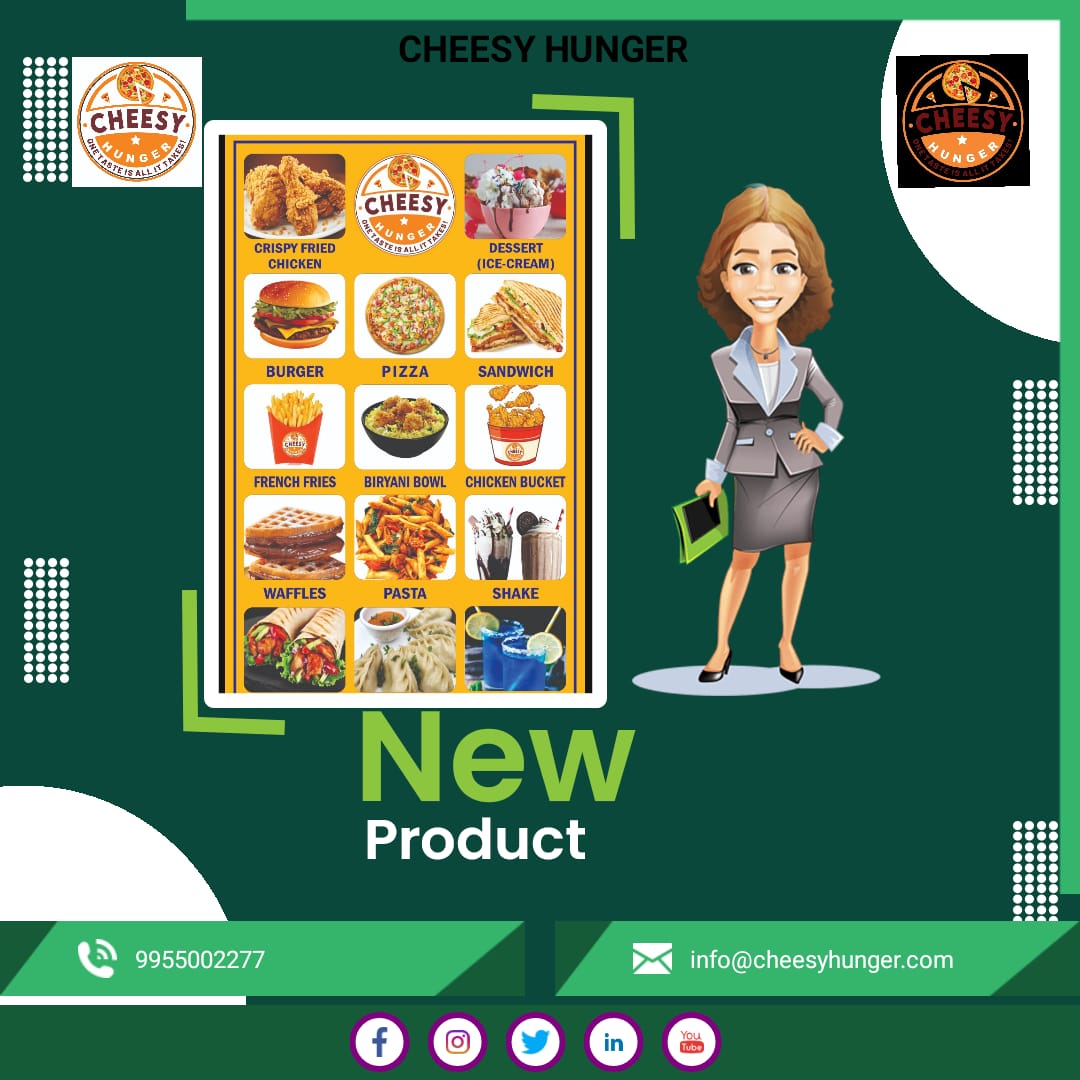 CHEESY HUNGER
CHEESY
HUNGER
ONE TASTE IS ALL IT TAKES!
CHEESY
HUNGER
ONE TASTE IS ALL IT TAKES!
CHEESY
HUNGER
ONE TASTE IS ALL IT TAKES!
CRISPY FRIED
CHICKEN
DESSERT
(ICE-CREAM)
BURGER
PIZZA
SANDWICH
CHEESY
FRENCH FRIES
BIRYANI BOWL
CHICKEN BUCKET
WAFFLES
PASTA
SHAKE
New
Product
9955002277
info@cheesyhunger.com
f
in
You
Tube